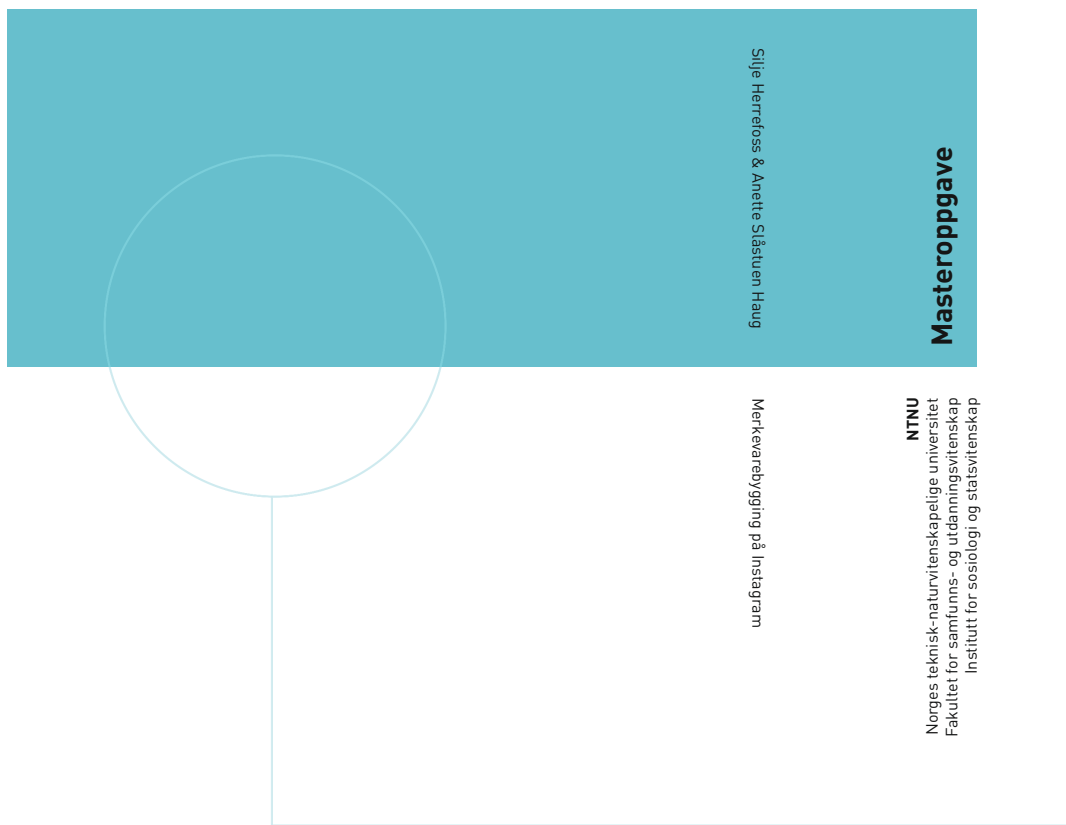 Silje Herrefoss & Anette Slåstuen Haug
Merkevarebygging på Instagram
Masteroppgave
NTNU
Norges teknisk-naturvitenskapelige universitet
Fakultet for samfunns- og utdanningsvitenskap
Institutt for sosiologi og statsvitenskap